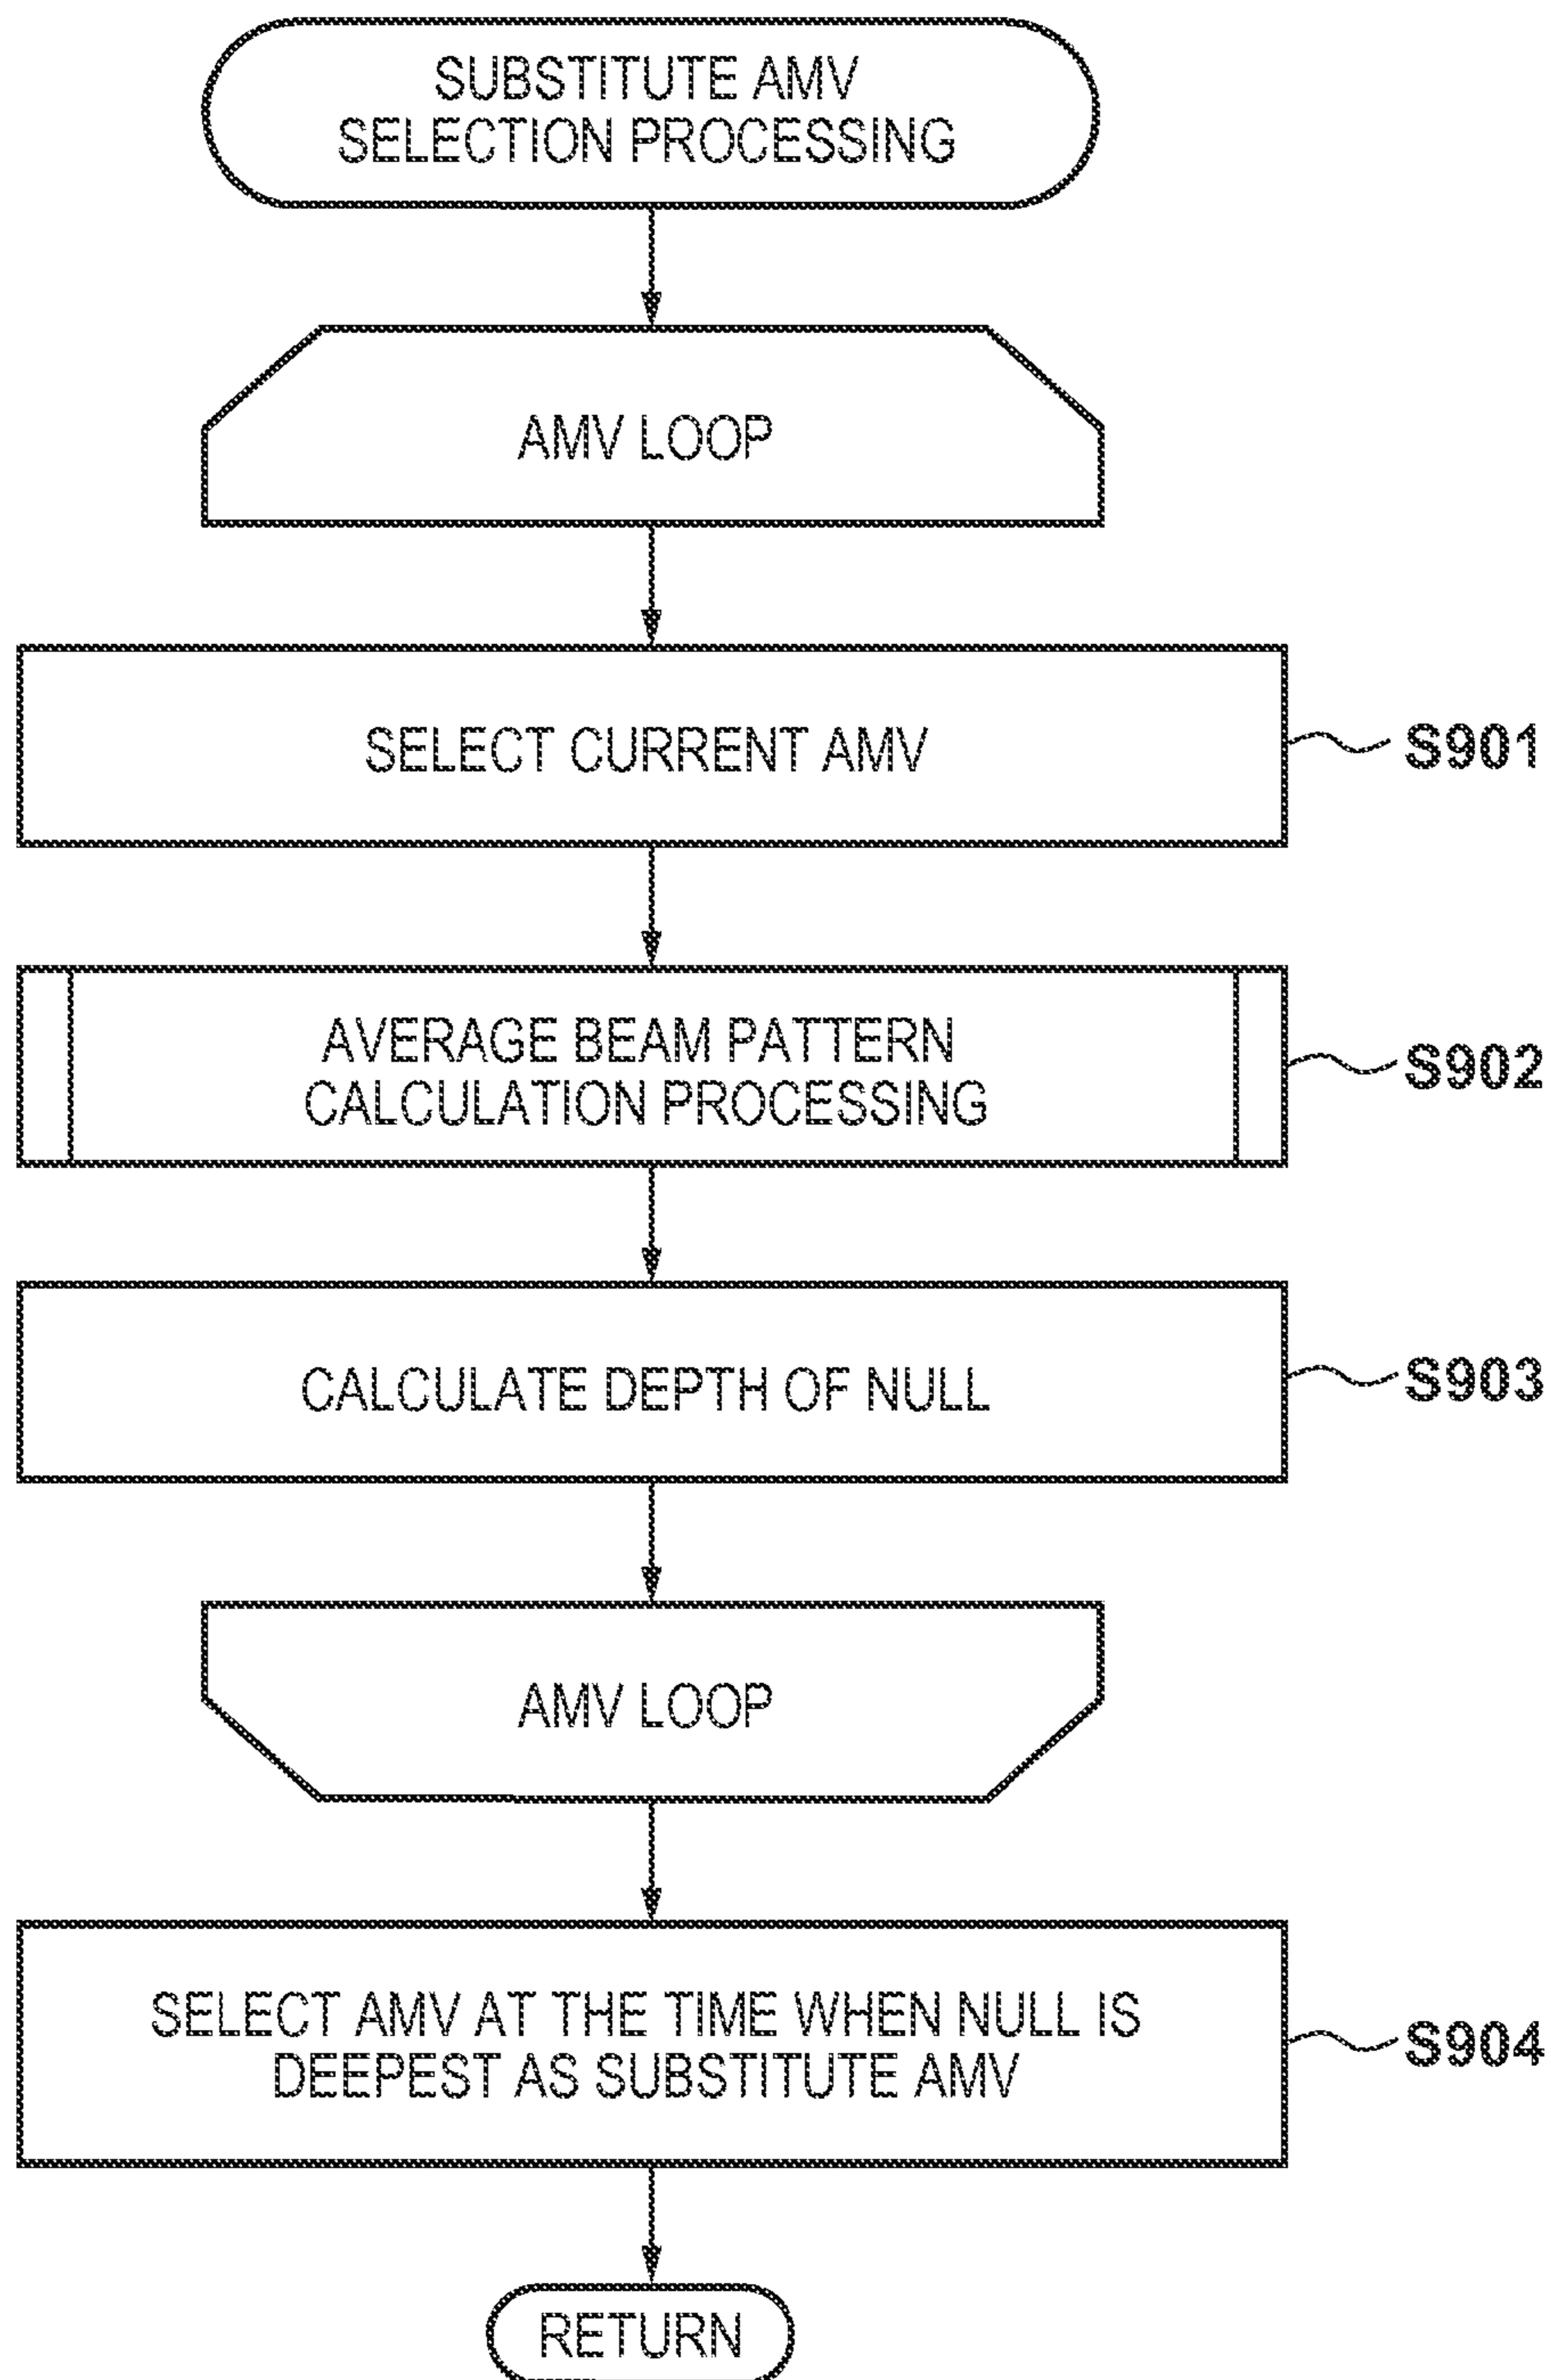 SUBSTITUTE AMV
SELECTION PROCESSING
AMV LOOP
SELECT CURRENT AMV
S901
AVERAGE BEAM PATTERN
CALCULATION PROCESSING
S902
CALCULATE DEPTH OF NULL
S903
AMV LOOP
SELECT AMV AT THE TIME WHEN NULL IS
DEEPEST AS SUBSTITUTE AMV
S904
RETURN